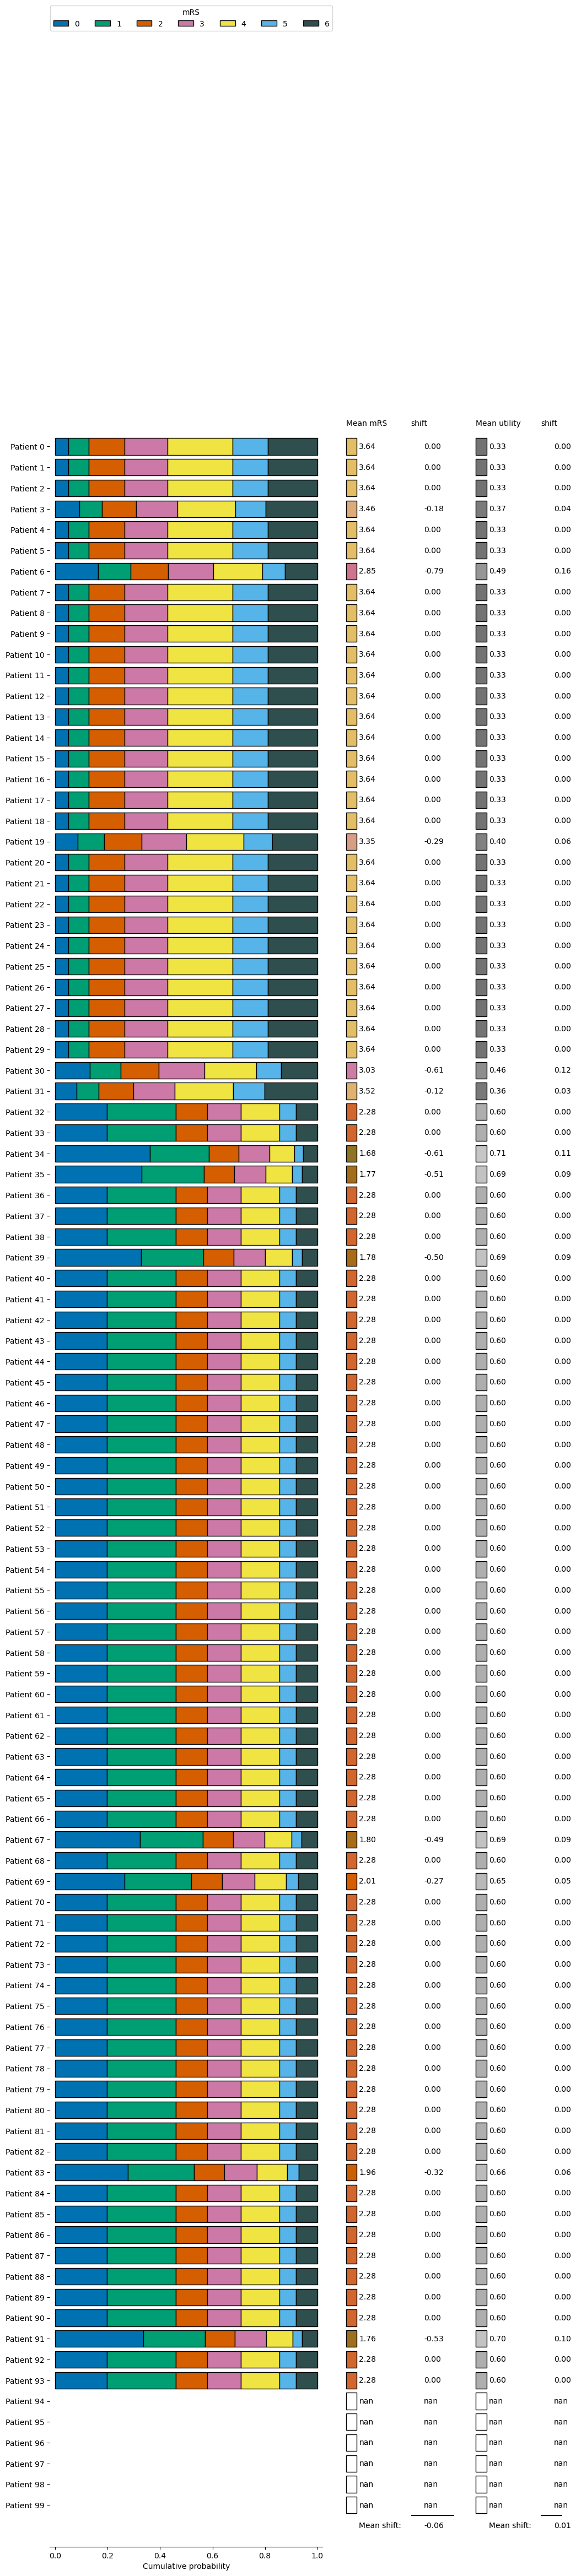 mRS
0 1 2 3 4 5 6
Mean mRS shift Mean utility shift
Patient 0 3.64 0.00 0.33 0.00
Patient 1 3.64 0.00 0.33 0.00
Patient 2 3.64 0.00 0.33 0.00
Patient 3 3.46 -0.18 0.37 0.04
Patient 4 3.64 0.00 0.33 0.00
Patient 5 3.64 0.00 0.33 0.00
Patient 6 2.85 -0.79 0.49 0.16
Patient 7 3.64 0.00 0.33 0.00
Patient 8 3.64 0.00 0.33 0.00
Patient 9 3.64 0.00 0.33 0.00
Patient 10 3.64 0.00 0.33 0.00
Patient 11 3.64 0.00 0.33 0.00
Patient 12 3.64 0.00 0.33 0.00
Patient 13 3.64 0.00 0.33 0.00
Patient 14 3.64 0.00 0.33 0.00
Patient 15 3.64 0.00 0.33 0.00
Patient 16 3.64 0.00 0.33 0.00
Patient 17 3.64 0.00 0.33 0.00
Patient 18 3.64 0.00 0.33 0.00
Patient 19 3.35 -0.29 0.40 0.06
Patient 20 3.64 0.00 0.33 0.00
Patient 21 3.64 0.00 0.33 0.00
Patient 22 3.64 0.00 0.33 0.00
Patient 23 3.64 0.00 0.33 0.00
Patient 24 3.64 0.00 0.33 0.00
Patient 25 3.64 0.00 0.33 0.00
Patient 26 3.64 0.00 0.33 0.00
Patient 27 3.64 0.00 0.33 0.00
Patient 28 3.64 0.00 0.33 0.00
Patient 29 3.64 0.00 0.33 0.00
Patient 30 3.03 -0.61 0.46 0.12
Patient 31 3.52 -0.12 0.36 0.03
Patient 32 2.28 0.00 0.60 0.00
Patient 33 2.28 0.00 0.60 0.00
Patient 34 1.68 -0.61 0.71 0.11
Patient 35 1.77 -0.51 0.69 0.09
Patient 36 2.28 0.00 0.60 0.00
Patient 37 2.28 0.00 0.60 0.00
Patient 38 2.28 0.00 0.60 0.00
Patient 39 1.78 -0.50 0.69 0.09
Patient 40 2.28 0.00 0.60 0.00
Patient 41 2.28 0.00 0.60 0.00
Patient 42 2.28 0.00 0.60 0.00
Patient 43 2.28 0.00 0.60 0.00
Patient 44 2.28 0.00 0.60 0.00
Patient 45 2.28 0.00 0.60 0.00
Patient 46 2.28 0.00 0.60 0.00
Patient 47 2.28 0.00 0.60 0.00
Patient 48 2.28 0.00 0.60 0.00
Patient 49 2.28 0.00 0.60 0.00
Patient 50 2.28 0.00 0.60 0.00
Patient 51 2.28 0.00 0.60 0.00
Patient 52 2.28 0.00 0.60 0.00
Patient 53 2.28 0.00 0.60 0.00
Patient 54 2.28 0.00 0.60 0.00
Patient 55 2.28 0.00 0.60 0.00
Patient 56 2.28 0.00 0.60 0.00
Patient 57 2.28 0.00 0.60 0.00
Patient 58 2.28 0.00 0.60 0.00
Patient 59 2.28 0.00 0.60 0.00
Patient 60 2.28 0.00 0.60 0.00
Patient 61 2.28 0.00 0.60 0.00
Patient 62 2.28 0.00 0.60 0.00
Patient 63 2.28 0.00 0.60 0.00
Patient 64 2.28 0.00 0.60 0.00
Patient 65 2.28 0.00 0.60 0.00
Patient 66 2.28 0.00 0.60 0.00
Patient 67 1.80 -0.49 0.69 0.09
Patient 68 2.28 0.00 0.60 0.00
Patient 69 2.01 -0.27 0.65 0.05
Patient 70 2.28 0.00 0.60 0.00
Patient 71 2.28 0.00 0.60 0.00
Patient 72 2.28 0.00 0.60 0.00
Patient 73 2.28 0.00 0.60 0.00
Patient 74 2.28 0.00 0.60 0.00
Patient 75 2.28 0.00 0.60 0.00
Patient 76 2.28 0.00 0.60 0.00
Patient 77 2.28 0.00 0.60 0.00
Patient 78 2.28 0.00 0.60 0.00
Patient 79 2.28 0.00 0.60 0.00
Patient 80 2.28 0.00 0.60 0.00
Patient 81 2.28 0.00 0.60 0.00
Patient 82 2.28 0.00 0.60 0.00
Patient 83 1.96 -0.32 0.66 0.06
Patient 84 2.28 0.00 0.60 0.00
Patient 85 2.28 0.00 0.60 0.00
Patient 86 2.28 0.00 0.60 0.00
Patient 87 2.28 0.00 0.60 0.00
Patient 88 2.28 0.00 0.60 0.00
Patient 89 2.28 0.00 0.60 0.00
Patient 90 2.28 0.00 0.60 0.00
Patient 91 1.76 -0.53 0.70 0.10
Patient 92 2.28 0.00 0.60 0.00
Patient 93 2.28 0.00 0.60 0.00
Patient 94 nan nan nan nan
Patient 95 nan nan nan nan
Patient 96 nan nan nan nan
Patient 97 nan nan nan nan
Patient 98 nan nan nan nan
Patient 99 nan nan nan nan
Mean shift: -0.06 Mean shift: 0.01
0.0 0.2 0.4 0.6 0.8 1.0
Cumulative probability